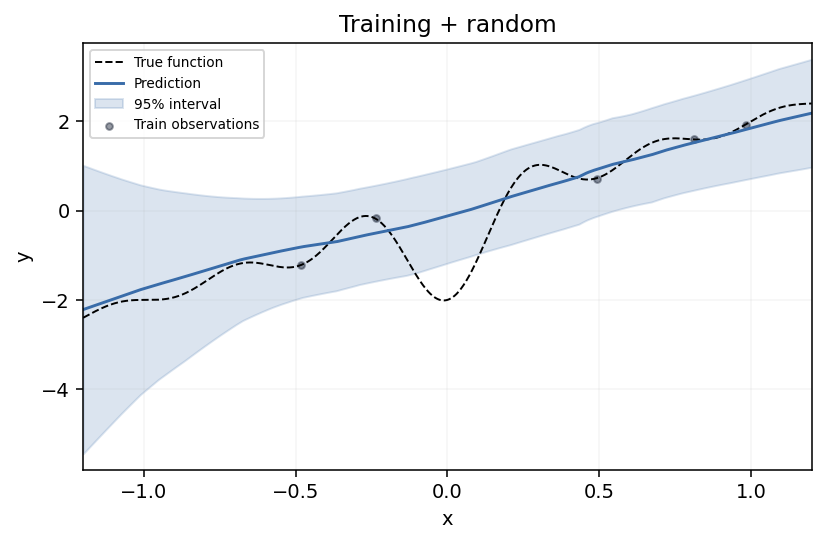 Training + random
True function
Prediction
95% interval
Train observations
y
2
0
−2
−4
−1.0
−0.5
0.0
0.5
1.0
x